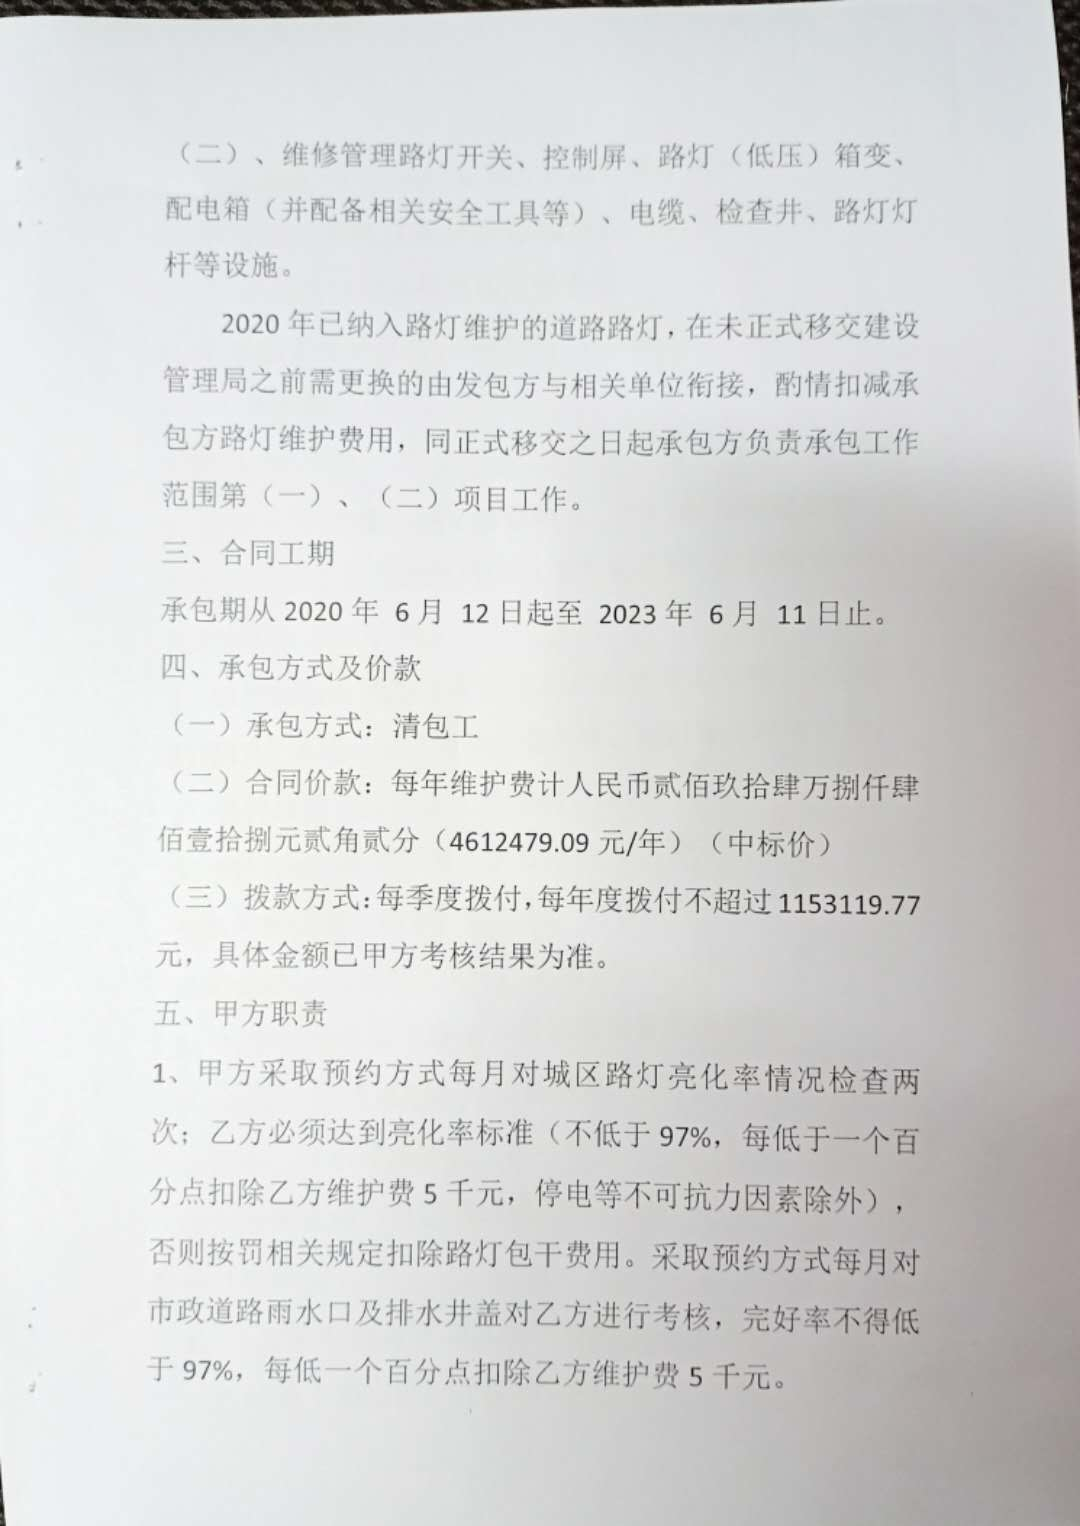 （二）、维修管理路灯开关、控制屏、路灯（低压）箱变、
配电箱（并配备相关安全工具等）、电缆、检查井、路灯灯
杆等设施。
2020 年已纳入路灯维护的道路路灯，在未正式移交建设
管理局之前需更换的由发包方与相关单位衔接，酌情扣减承
包方路灯维护费用，同正式移交之日起承包方负责承包工作
范围第（一）、（二）项目工作。
三、合同工期
承包期从 2020 年 6 月 12 日起至 2023 年 6 月 11 日止。
四、承包方式及价款
（一）承包方式：清包工
（二）合同价款：每年维护费计人民币贰佰玖拾肆万捌仟肆
佰壹拾捌元贰角贰分（4612479.09 元/年）（中标价）
（三）拨款方式：每季度拨付，每年度拨付不超过 1153119.77
元，具体金额已甲方考核结果为准。
五、甲方职责
1、甲方采取预约方式每月对城区路灯亮化率情况检查两
次；乙方必须达到亮化率标准（不低于 97%，每低于一个百
分点扣除乙方维护费 5 千元，停电等不可抗力因素除外），
否则按罚相关规定扣除路灯包干费用。采取预约方式每月对
市政道路雨水口及排水井盖对乙方进行考核，完好率不得低
于 97%，每低一个百分点扣除乙方维护费 5 千元。